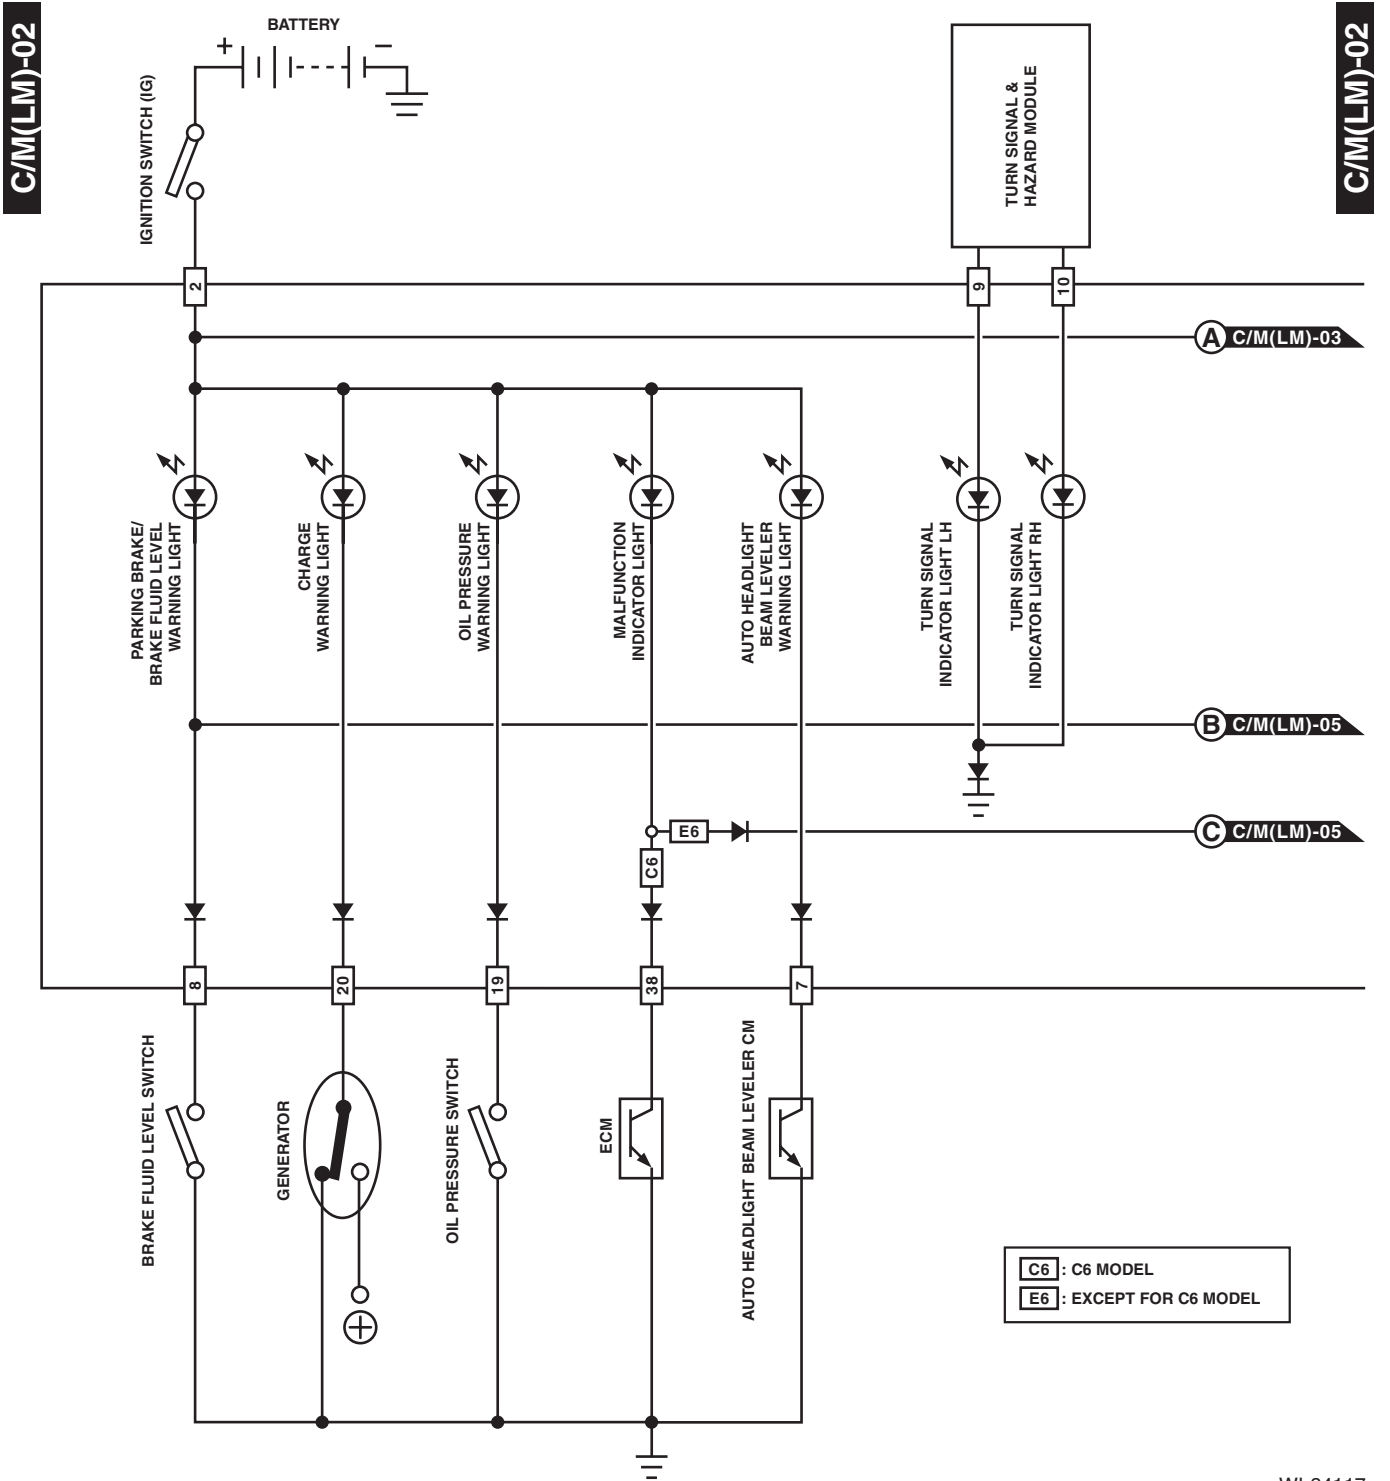 C/M(LM)-02
C/M(LM)-02
BATTERY
+
−
IGNITION SWITCH (IG)
TURN SIGNAL &
HAZARD MODULE
2
9
10
A C/M(LM)-03
PARKING BRAKE/
BRAKE FLUID LEVEL
WARNING LIGHT
CHARGE
WARNING LIGHT
OIL PRESSURE
WARNING LIGHT
MALFUNCTION
INDICATOR LIGHT
AUTO HEADLIGHT
BEAM LEVELER
WARNING LIGHT
TURN SIGNAL
INDICATOR LIGHT LH
TURN SIGNAL
INDICATOR LIGHT RH
B C/M(LM)-05
E6
C C/M(LM)-05
C6
8
20
19
38
7
BRAKE FLUID LEVEL SWITCH
GENERATOR
OIL PRESSURE SWITCH
ECM
AUTO HEADLIGHT BEAM LEVELER CM
C6 : C6 MODEL
E6 : EXCEPT FOR C6 MODEL